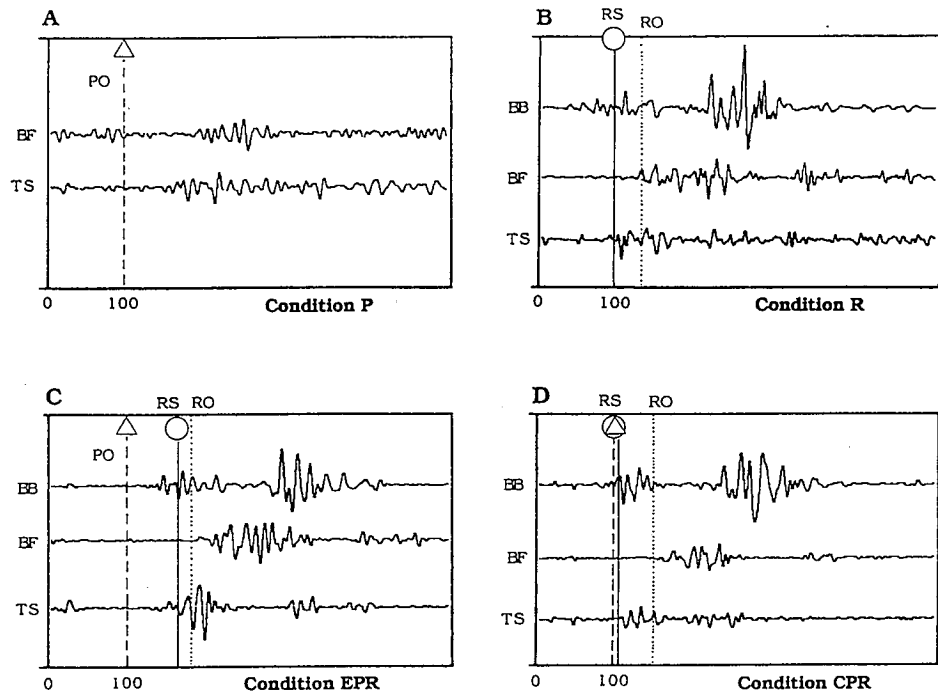 A
PO
BF
TS
0 100 Condition P
B
RS RO
BB
BF
TS
0 100 Condition R
C
RS RO
PO
BB
BF
TS
0 100 Condition EPR
D
RS RO
BB
BF
TS
0 100 Condition CPR